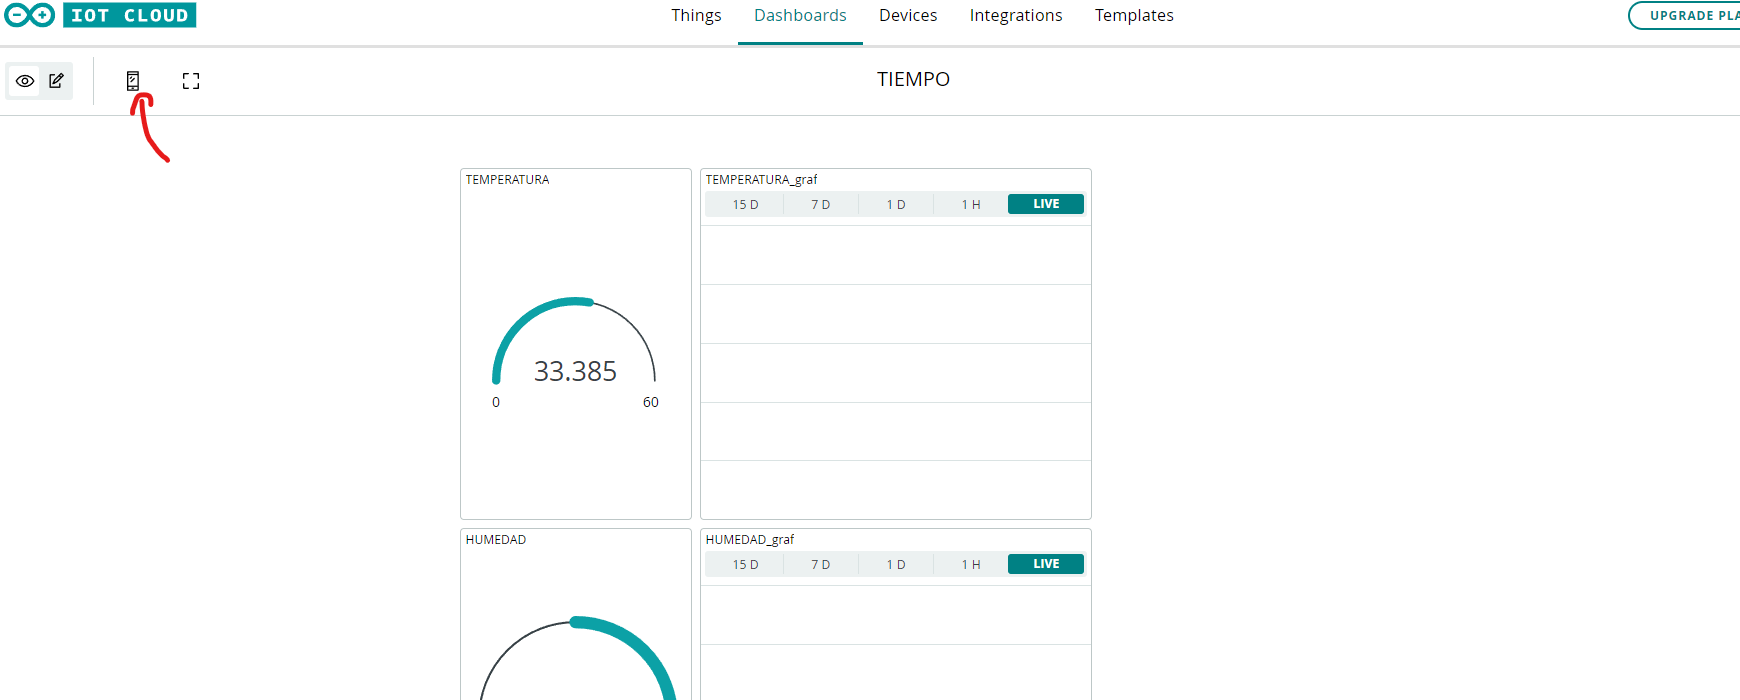 IOT CLOUD
Things Dashboards Devices Integrations Templates
UPGRADE PLA
TIEMPO
TEMPERATURA
33.385
0 60
TEMPERATURA_graf
15 D 7 D 1 D 1 H LIVE
HUMEDAD
HUMEDAD_graf
15 D 7 D 1 D 1 H LIVE